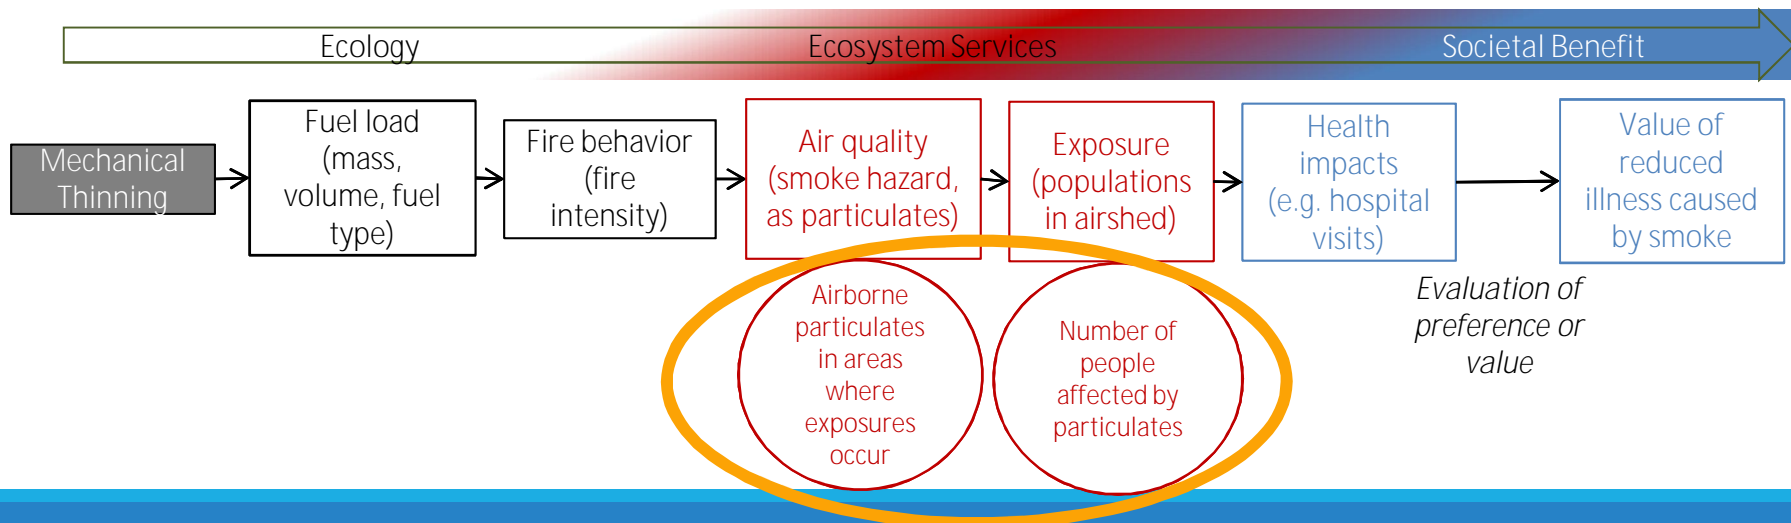 Ecology
Ecosystem Services
Societal Benefit
Mechanical
Thinning
Fuel load
(mass,
volume, fuel
type)
Fire behavior
(fire
intensity)
Air quality
(smoke hazard,
as particulates)
Exposure
(populations
in airshed)
Health
impacts
(e.g. hospital
visits)
Value of
reduced
illness caused
by smoke
Airborne
particulates
in areas
where
exposures
occur
Number of
people
affected by
particulates
Evaluation of
preference or
value